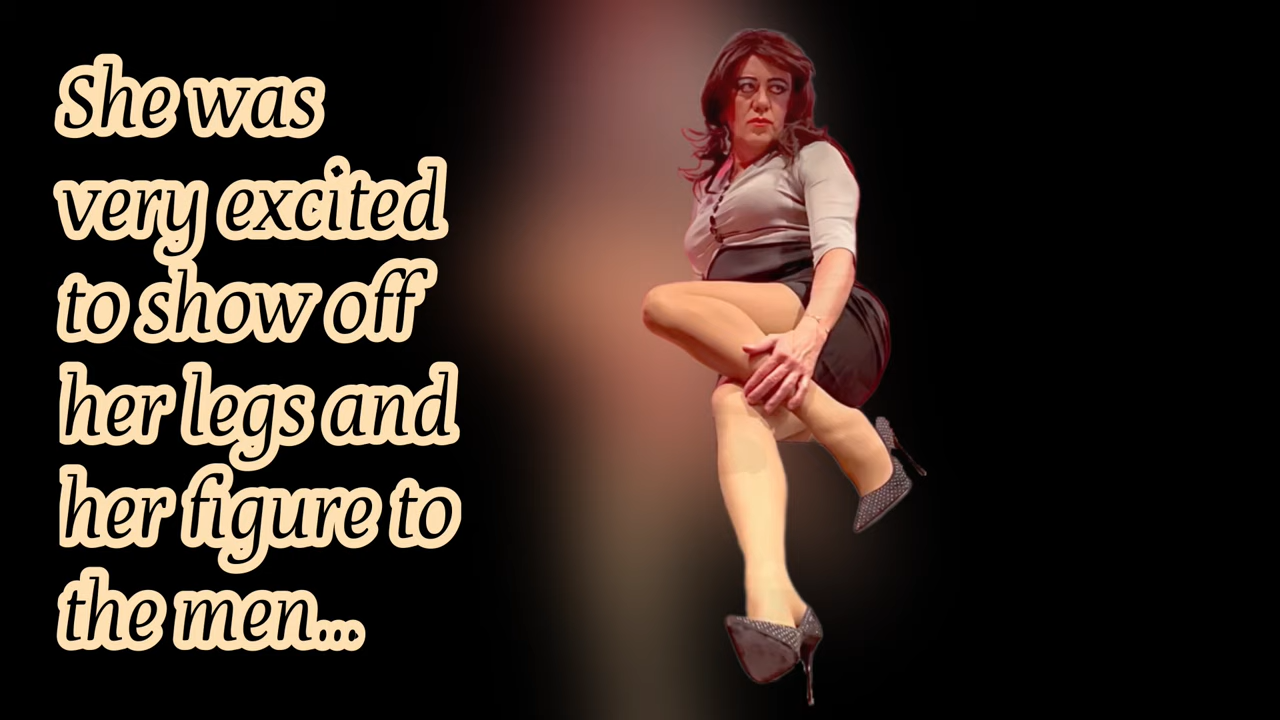 She was
very excited
to show off
her legs and
her figure to
the men...